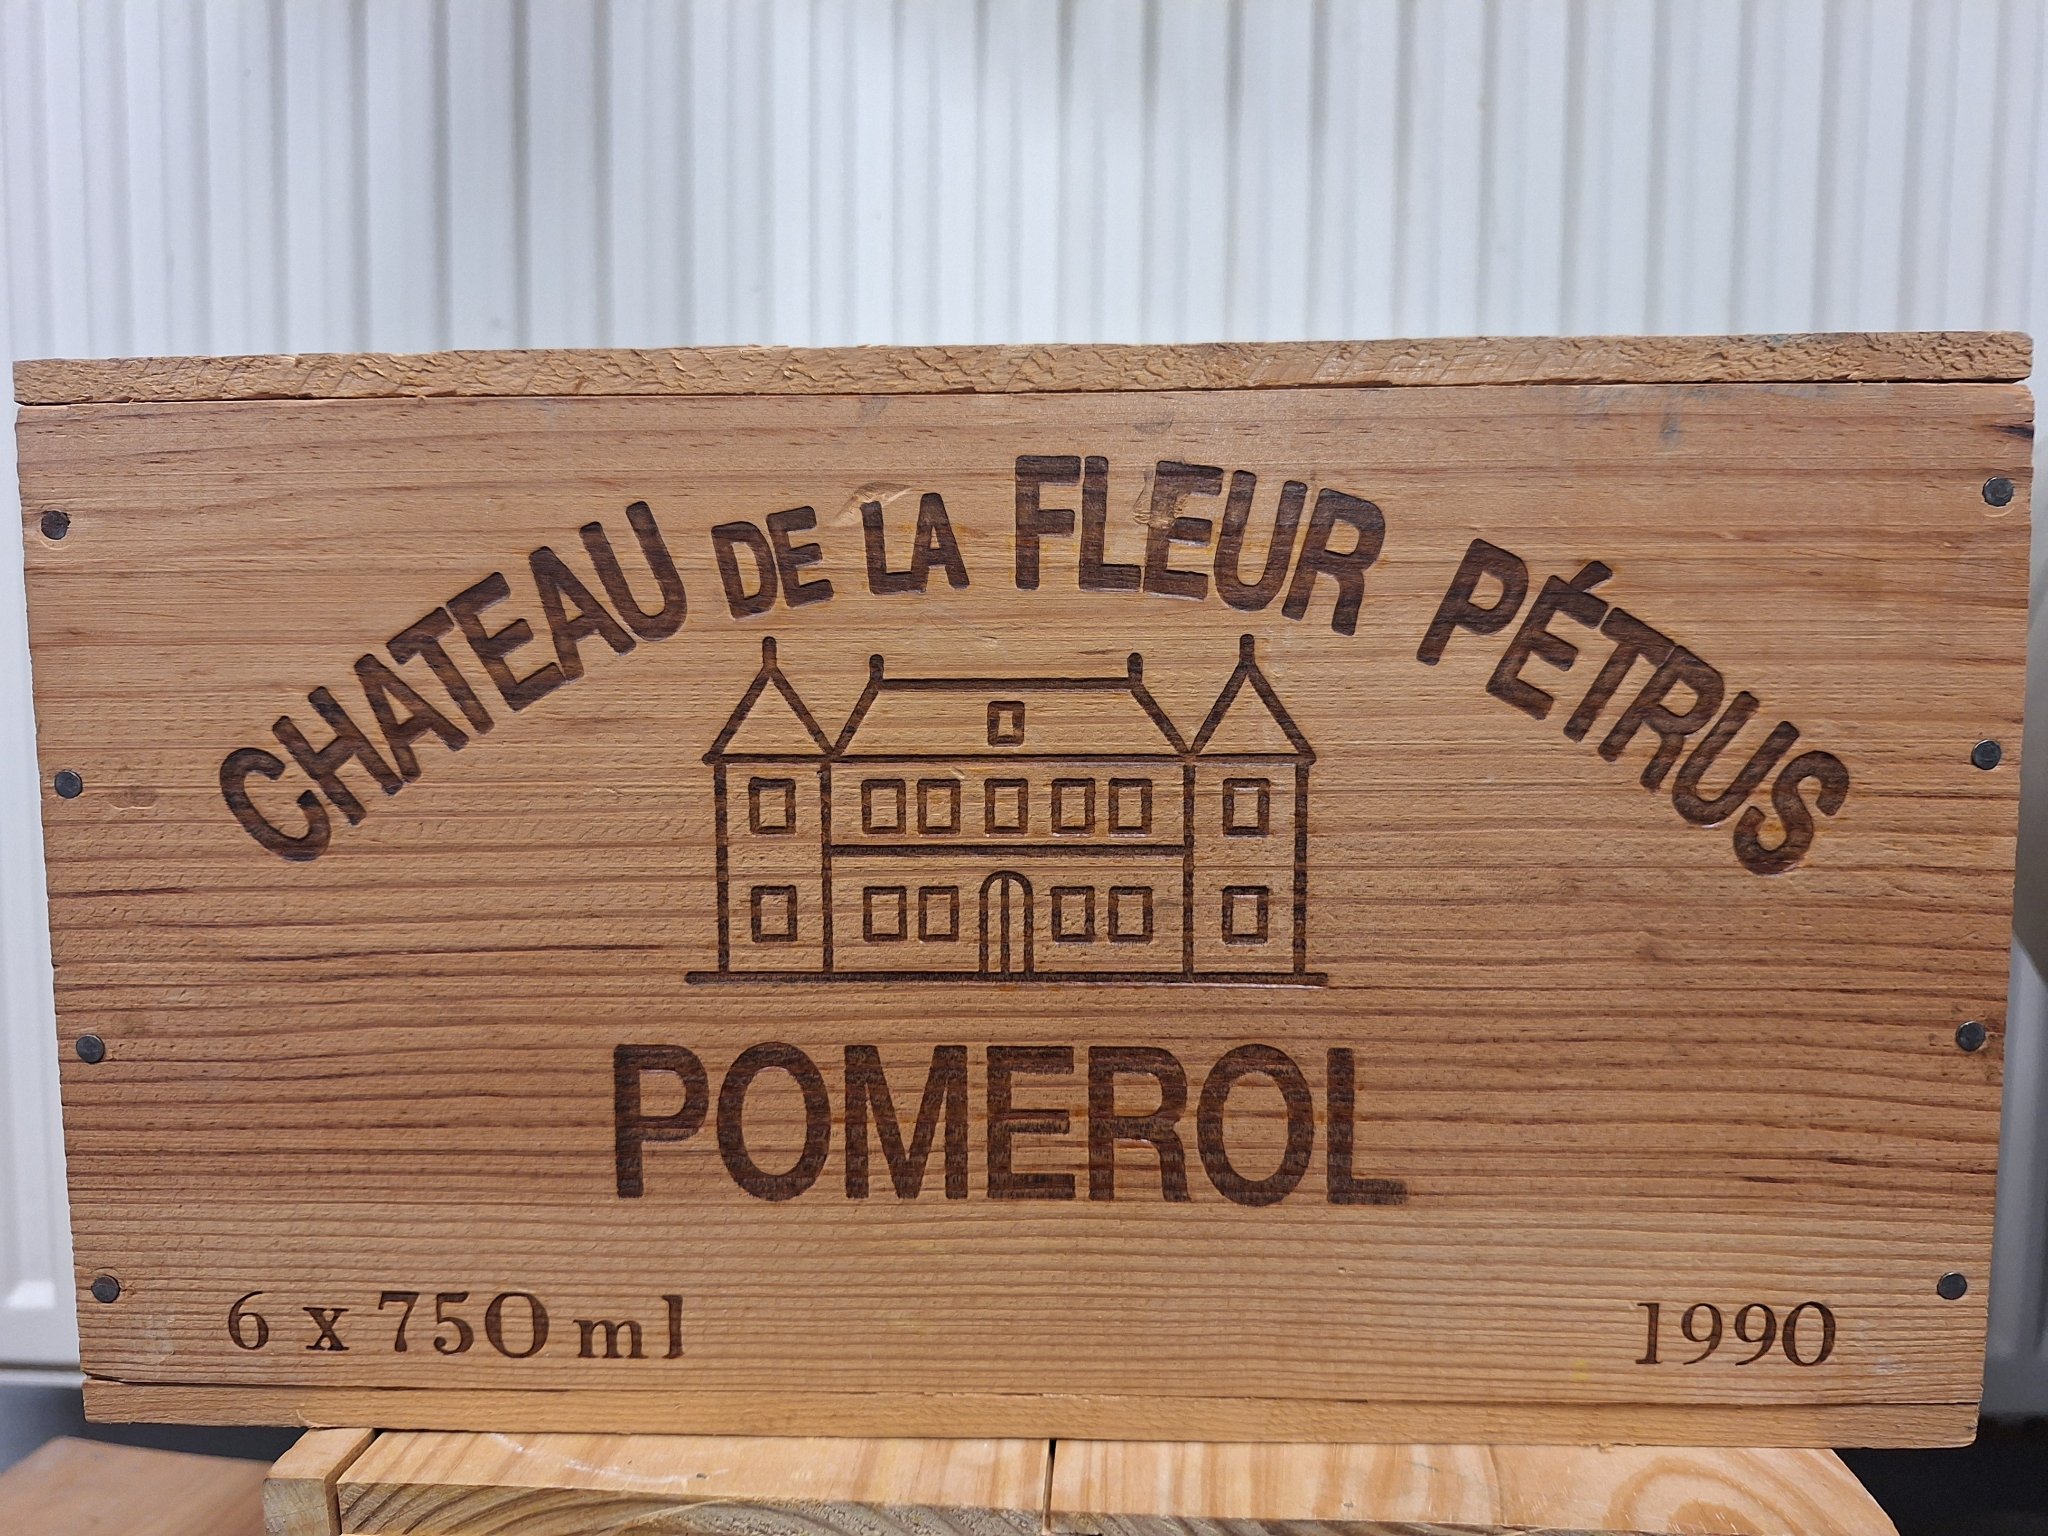 CHATEAU DE LA FLEUR PÉTRUS
POMEROL
6 x 750 ml 1990